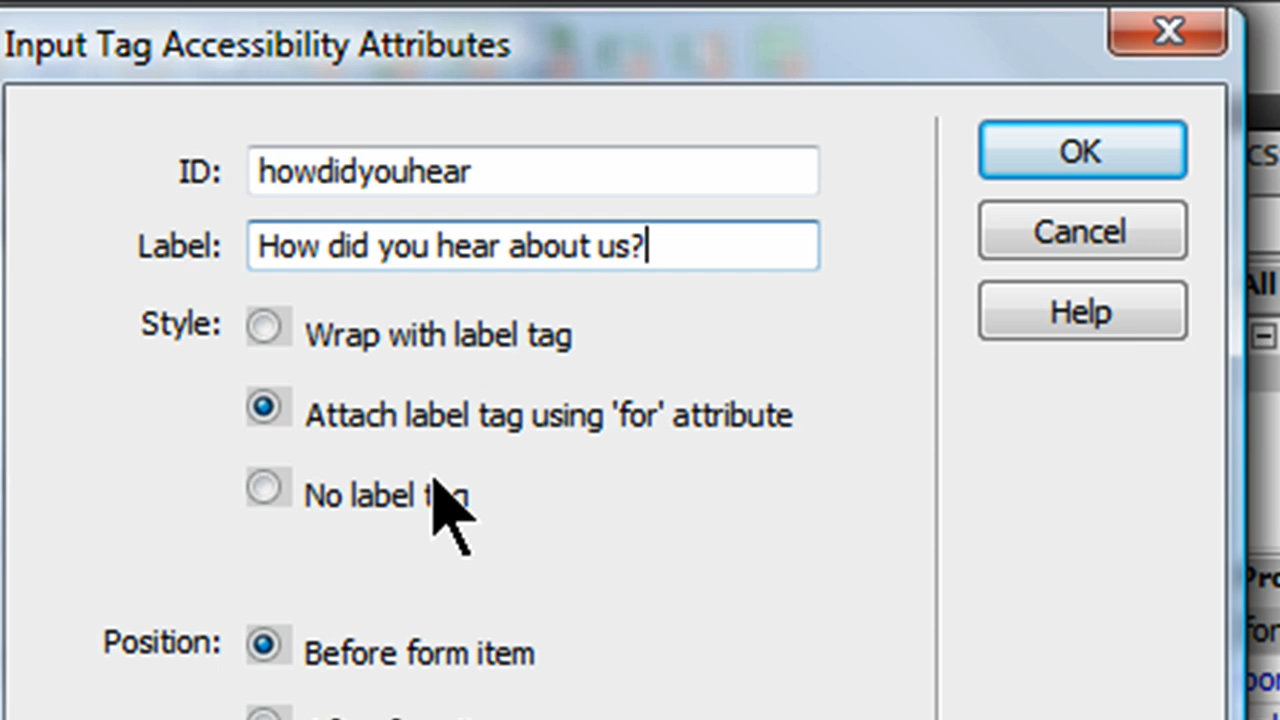 Input Tag Accessibility Attributes
ID: howdidyouhear
OK
Label: How did you hear about us?
Cancel
Style: Wrap with label tag
Help
All
Attach label tag using 'for' attribute
No label
Position: Before form item